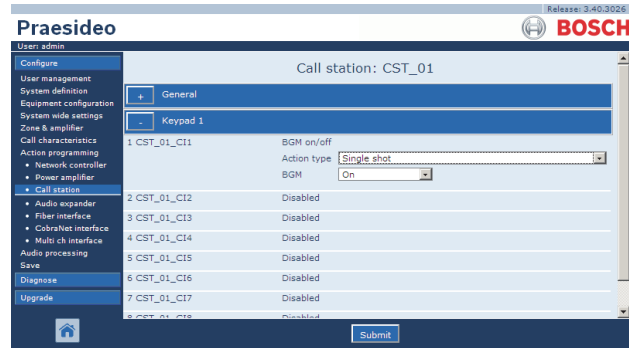 Release: 3.40.3026
Praesideo
BOSCH
User: admin
Configure
User management
System definition
Equipment configuration
System wide settings
Zone & amplifier
Call characteristics
Action programming
• Network controller
• Power amplifier
• Call station
• Audio expander
• Fiber interface
• CobraNet interface
• Multi ch interface
Audio processing
Save
Diagnose
Upgrade
Call station: CST_01
+ General
- Keypad 1
1 CST_01_CI1 BGM on/off
Action type Single shot
BGM On
2 CST_01_CI2 Disabled
3 CST_01_CI3 Disabled
4 CST_01_CI4 Disabled
5 CST_01_CI5 Disabled
6 CST_01_CI6 Disabled
7 CST_01_CI7 Disabled
8 CST_01_CI8 Disabled
Submit